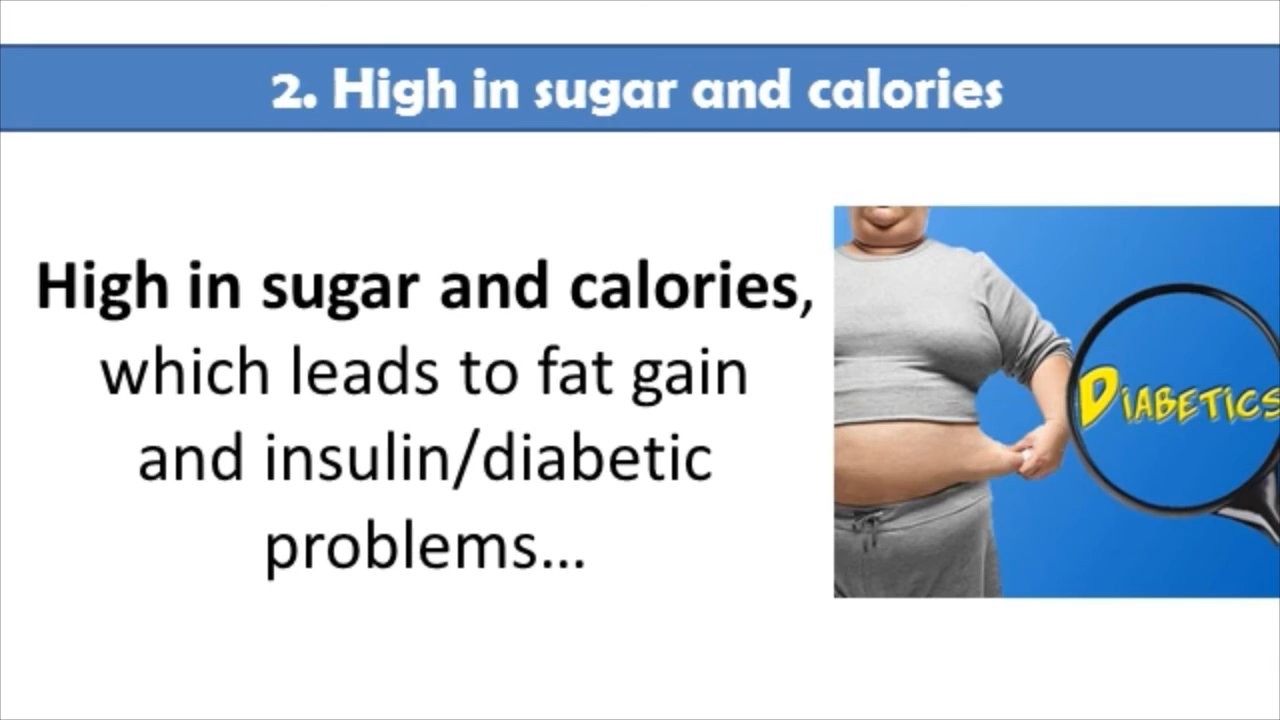 2. High in sugar and calories
High in sugar and calories,
which leads to fat gain
and insulin/diabetic
problems...
DIABETICS